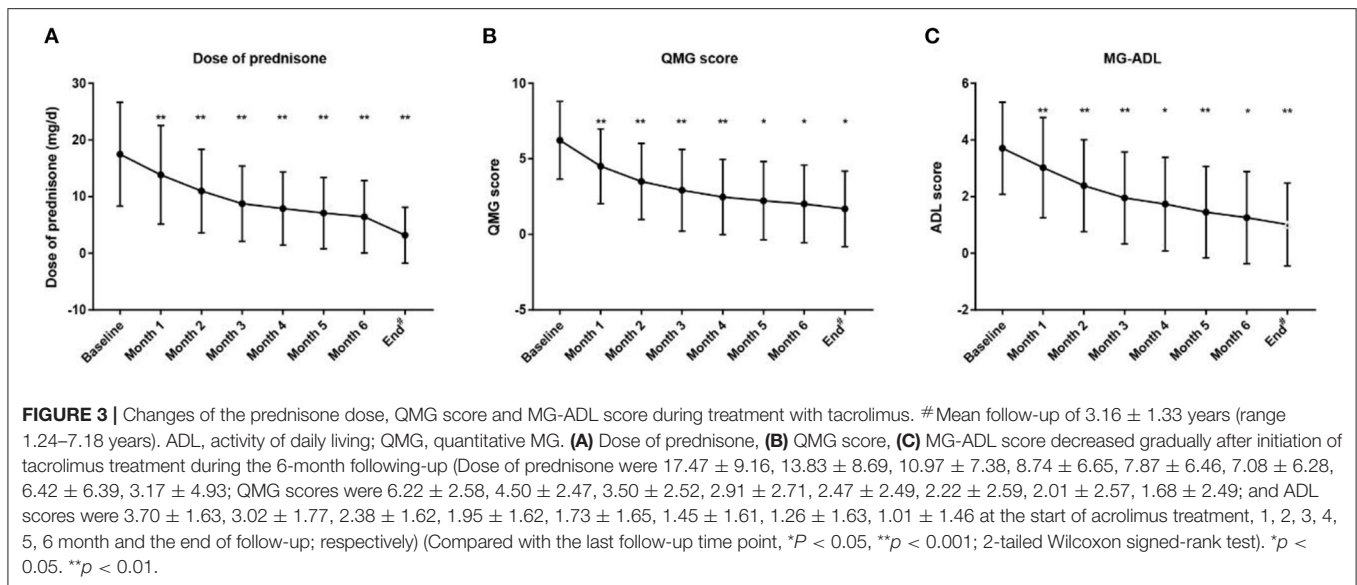 A
Dose of prednisone
Dose of prednisone (mg/d)
30
20
10
0
-10
** ** ** ** ** ** **
Baseline
Month 1
Month 2
Month 3
Month 4
Month 5
Month 6
End#
B
QMG score
QMG score
10
5
0
-5
** ** ** ** * * *
Baseline
Month 1
Month 2
Month 3
Month 4
Month 5
Month 6
End#
C
MG-ADL
ADL score
6
4
2
0
-2
** ** ** * ** * **
Baseline
Month 1
Month 2
Month 3
Month 4
Month 5
Month 6
End#
FIGURE 3 | Changes of the prednisone dose, QMG score and MG-ADL score during treatment with tacrolimus. #Mean follow-up of 3.16 ± 1.33 years (range
1.24–7.18 years). ADL, activity of daily living; QMG, quantitative MG. (A) Dose of prednisone, (B) QMG score, (C) MG-ADL score decreased gradually after initiation of
tacrolimus treatment during the 6-month following-up (Dose of prednisone were 17.47 ± 9.16, 13.83 ± 8.69, 10.97 ± 7.38, 8.74 ± 6.65, 7.87 ± 6.46, 7.08 ± 6.28,
6.42 ± 6.39, 3.17 ± 4.93; QMG scores were 6.22 ± 2.58, 4.50 ± 2.47, 3.50 ± 2.52, 2.91 ± 2.71, 2.47 ± 2.49, 2.22 ± 2.59, 2.01 ± 2.57, 1.68 ± 2.49; and ADL
scores were 3.70 ± 1.63, 3.02 ± 1.77, 2.38 ± 1.62, 1.95 ± 1.62, 1.73 ± 1.65, 1.45 ± 1.61, 1.26 ± 1.63, 1.01 ± 1.46 at the start of acrolimus treatment, 1, 2, 3, 4,
5, 6 month and the end of follow-up; respectively) (Compared with the last follow-up time point, *P < 0.05, **p < 0.001; 2-tailed Wilcoxon signed-rank test). *p <
0.05. **p < 0.01.